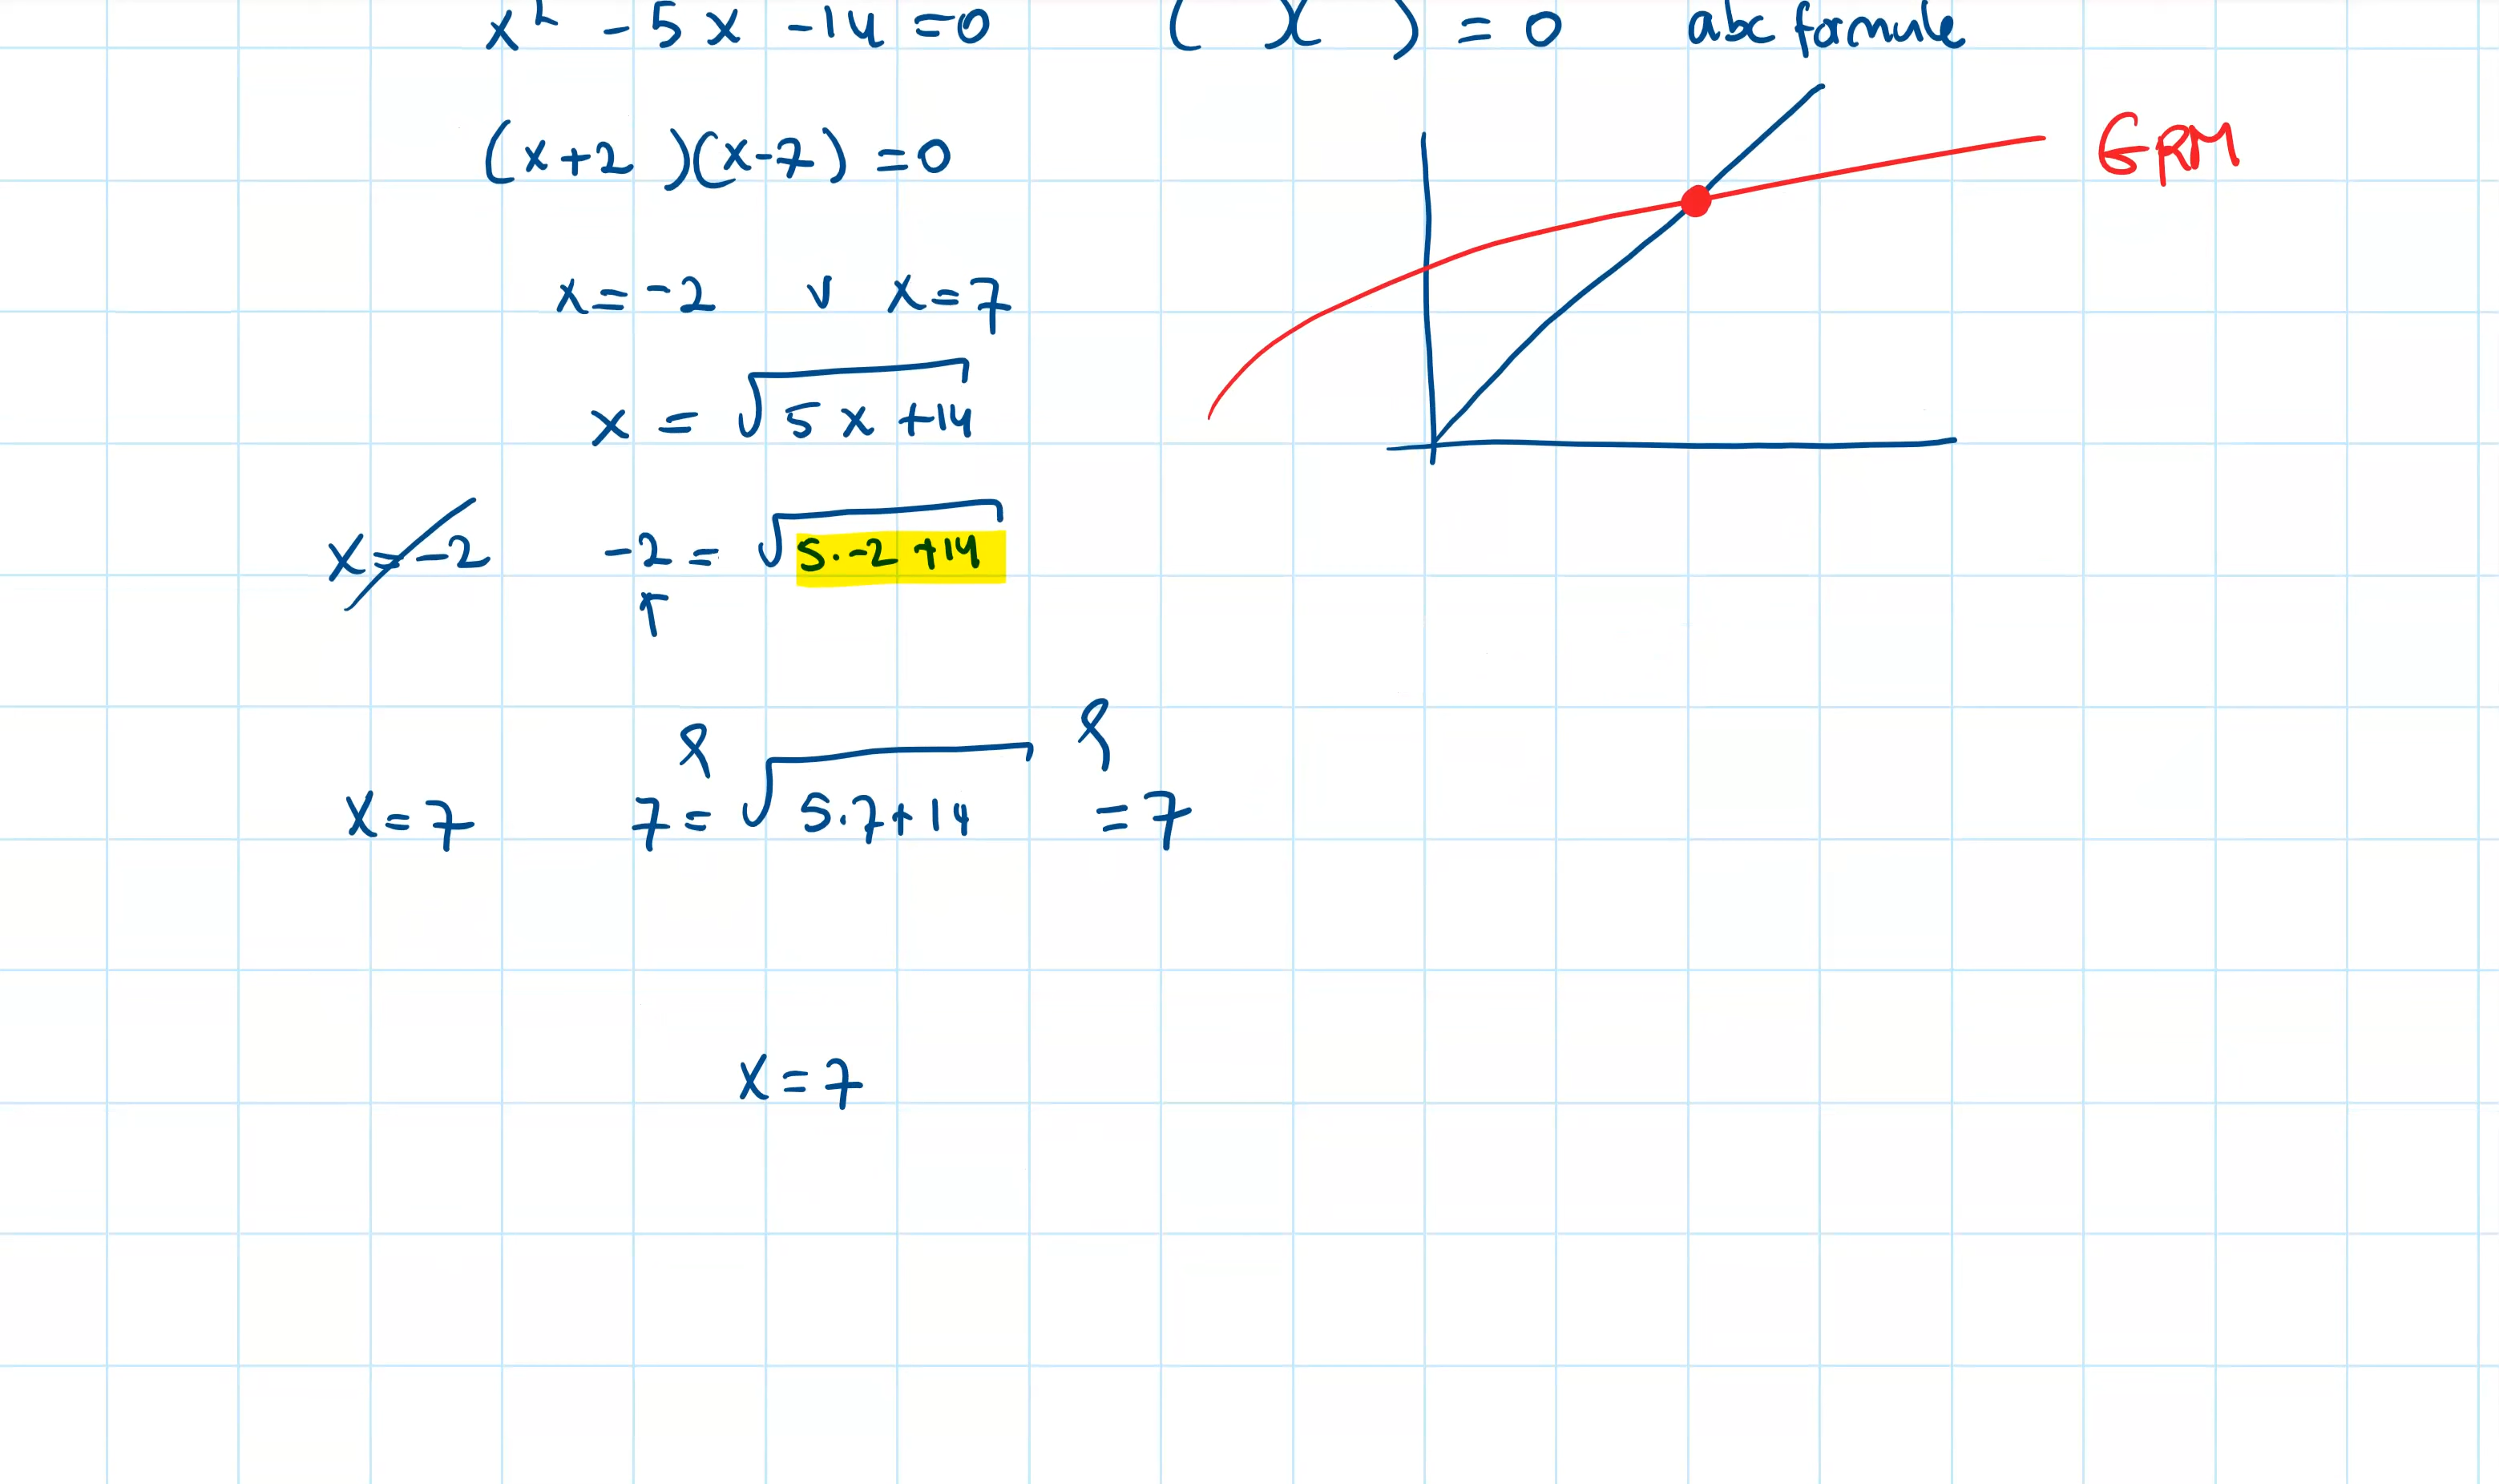 x² - 5x - 14 = 0 ( )( ) = 0 abc formule
(x+2)(x-7) = 0
x = -2 v x = 7
x = √5x+14
x = -2 -2 = √5·-2+14
7 = √5·7+14 = 7
x = 7
x = 7